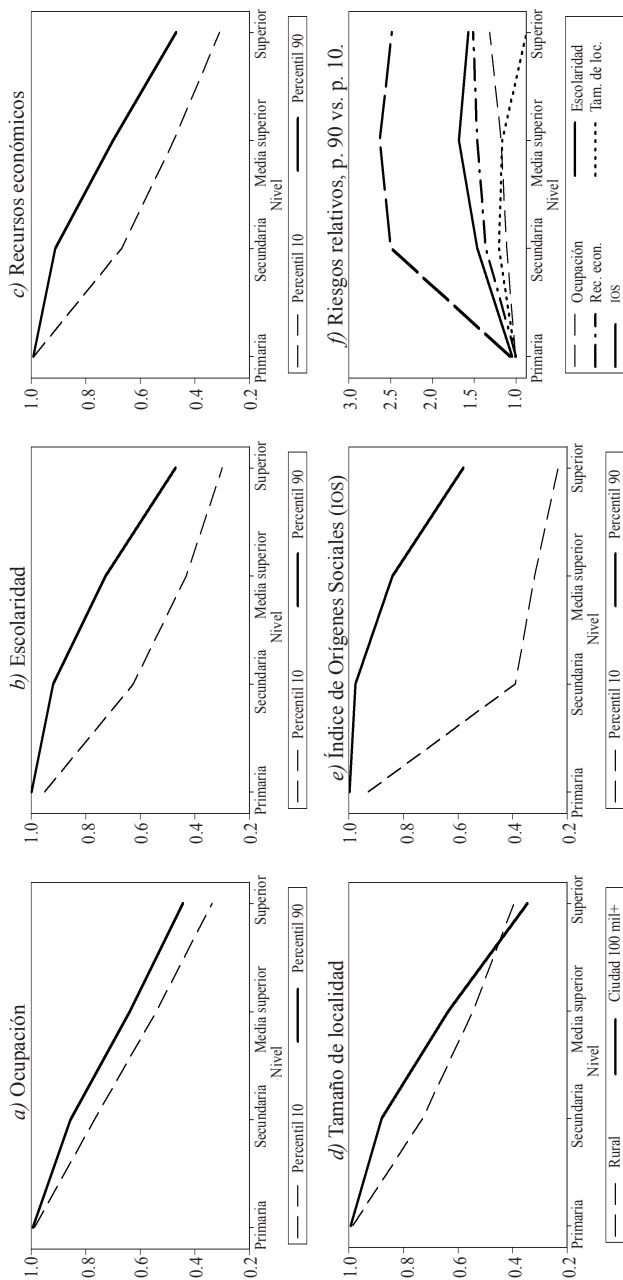 a) Ocupación
1.0
0.8
0.6
0.4
0.2
Primaria Secundaria Media superior Superior
Nivel
Percentil 10 Percentil 90
b) Escolaridad
1.0
0.8
0.6
0.4
0.2
Primaria Secundaria Media superior Superior
Nivel
Percentil 10 Percentil 90
c) Recursos económicos
1.0
0.8
0.6
0.4
0.2
Primaria Secundaria Media superior Superior
Nivel
Percentil 10 Percentil 90
d) Tamaño de localidad
1.0
0.8
0.6
0.4
0.2
Primaria Secundaria Media superior Superior
Nivel
Rural Ciudad 100 mil+
e) Índice de Orígenes Sociales (IOS)
1.0
0.8
0.6
0.4
0.2
Primaria Secundaria Media superior Superior
Nivel
Percentil 10 Percentil 90
f) Riesgos relativos, p. 90 vs. p. 10.
3.0
2.5
2.0
1.5
1.0
Primaria Secundaria Media superior Superior
Nivel
Ocupación Escolaridad
Rec. econ. Tam. de loc.
IOS